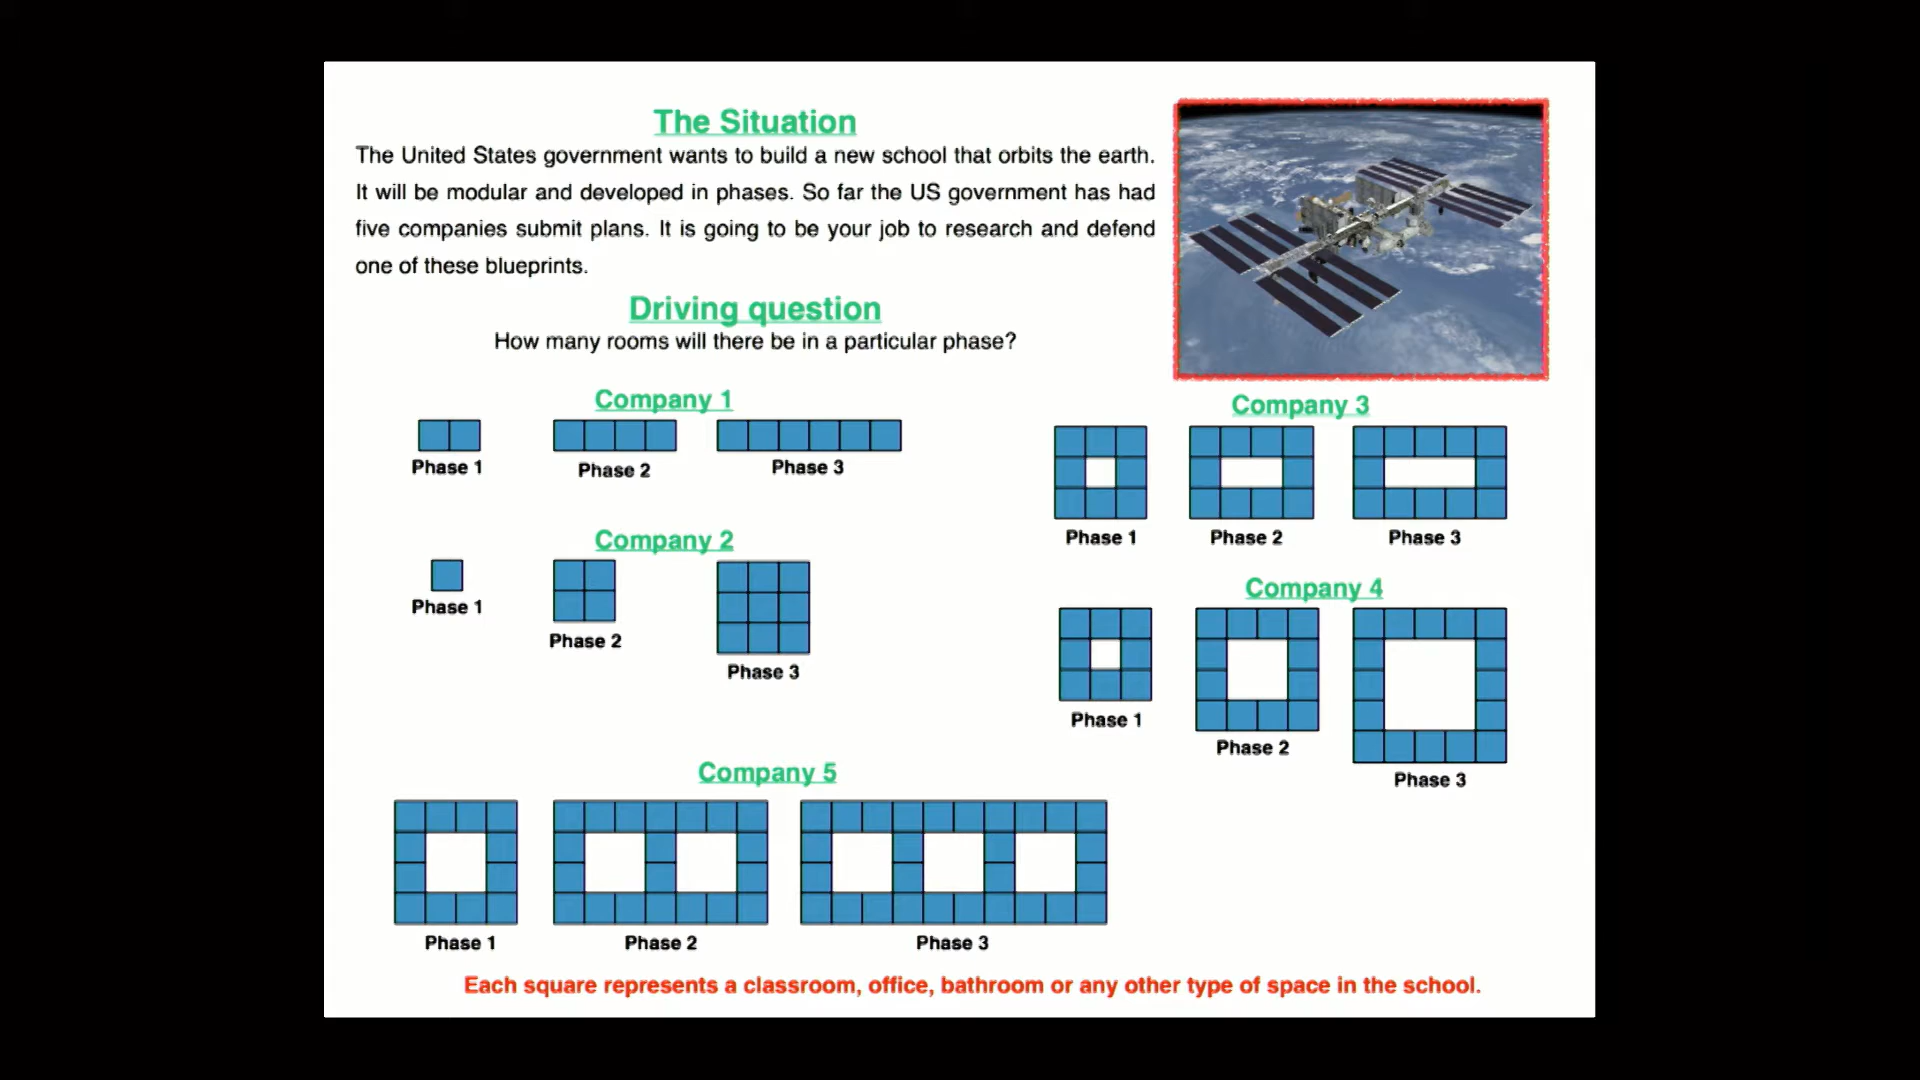 The Situation
The United States government wants to build a new school that orbits the earth.
It will be modular and developed in phases. So far the US government has had
five companies submit plans. It is going to be your job to research and defend
one of these blueprints.
Driving question
How many rooms will there be in a particular phase?
Company 1
Phase 1
Phase 2
Phase 3
Company 2
Phase 1
Phase 2
Phase 3
Company 3
Phase 1
Phase 2
Phase 3
Company 4
Phase 1
Phase 2
Phase 3
Company 5
Phase 1
Phase 2
Phase 3
Each square represents a classroom, office, bathroom or any other type of space in the school.